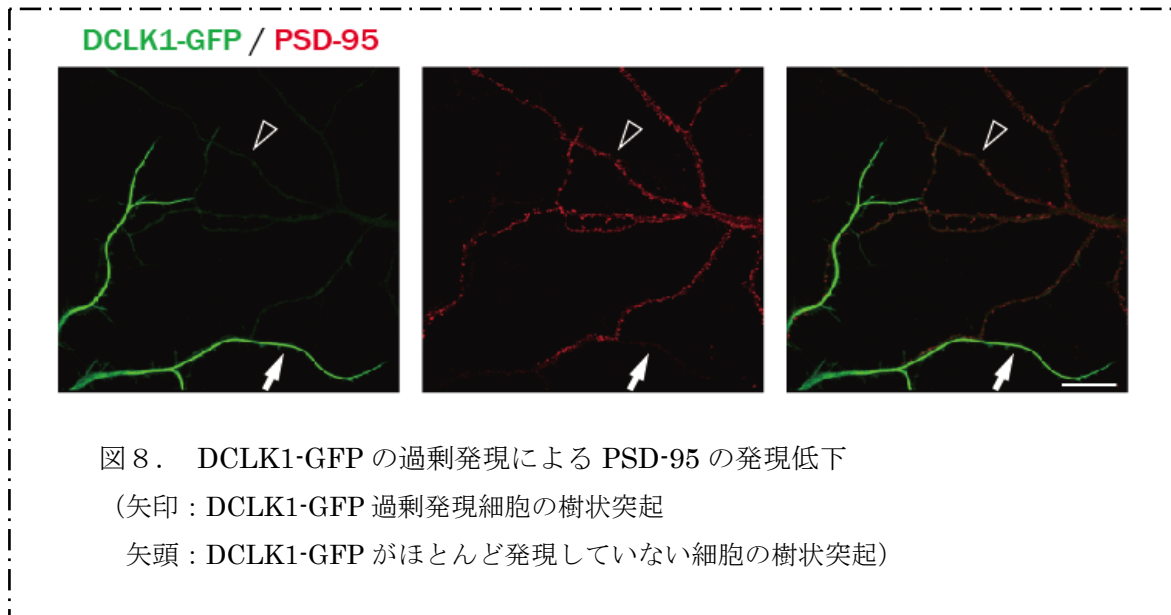 DCLK1-GFP / PSD-95
図８． DCLK1-GFP の過剰発現による PSD-95 の発現低下
（矢印：DCLK1-GFP 過剰発現細胞の樹状突起
矢頭：DCLK1-GFP がほとんど発現していない細胞の樹状突起）